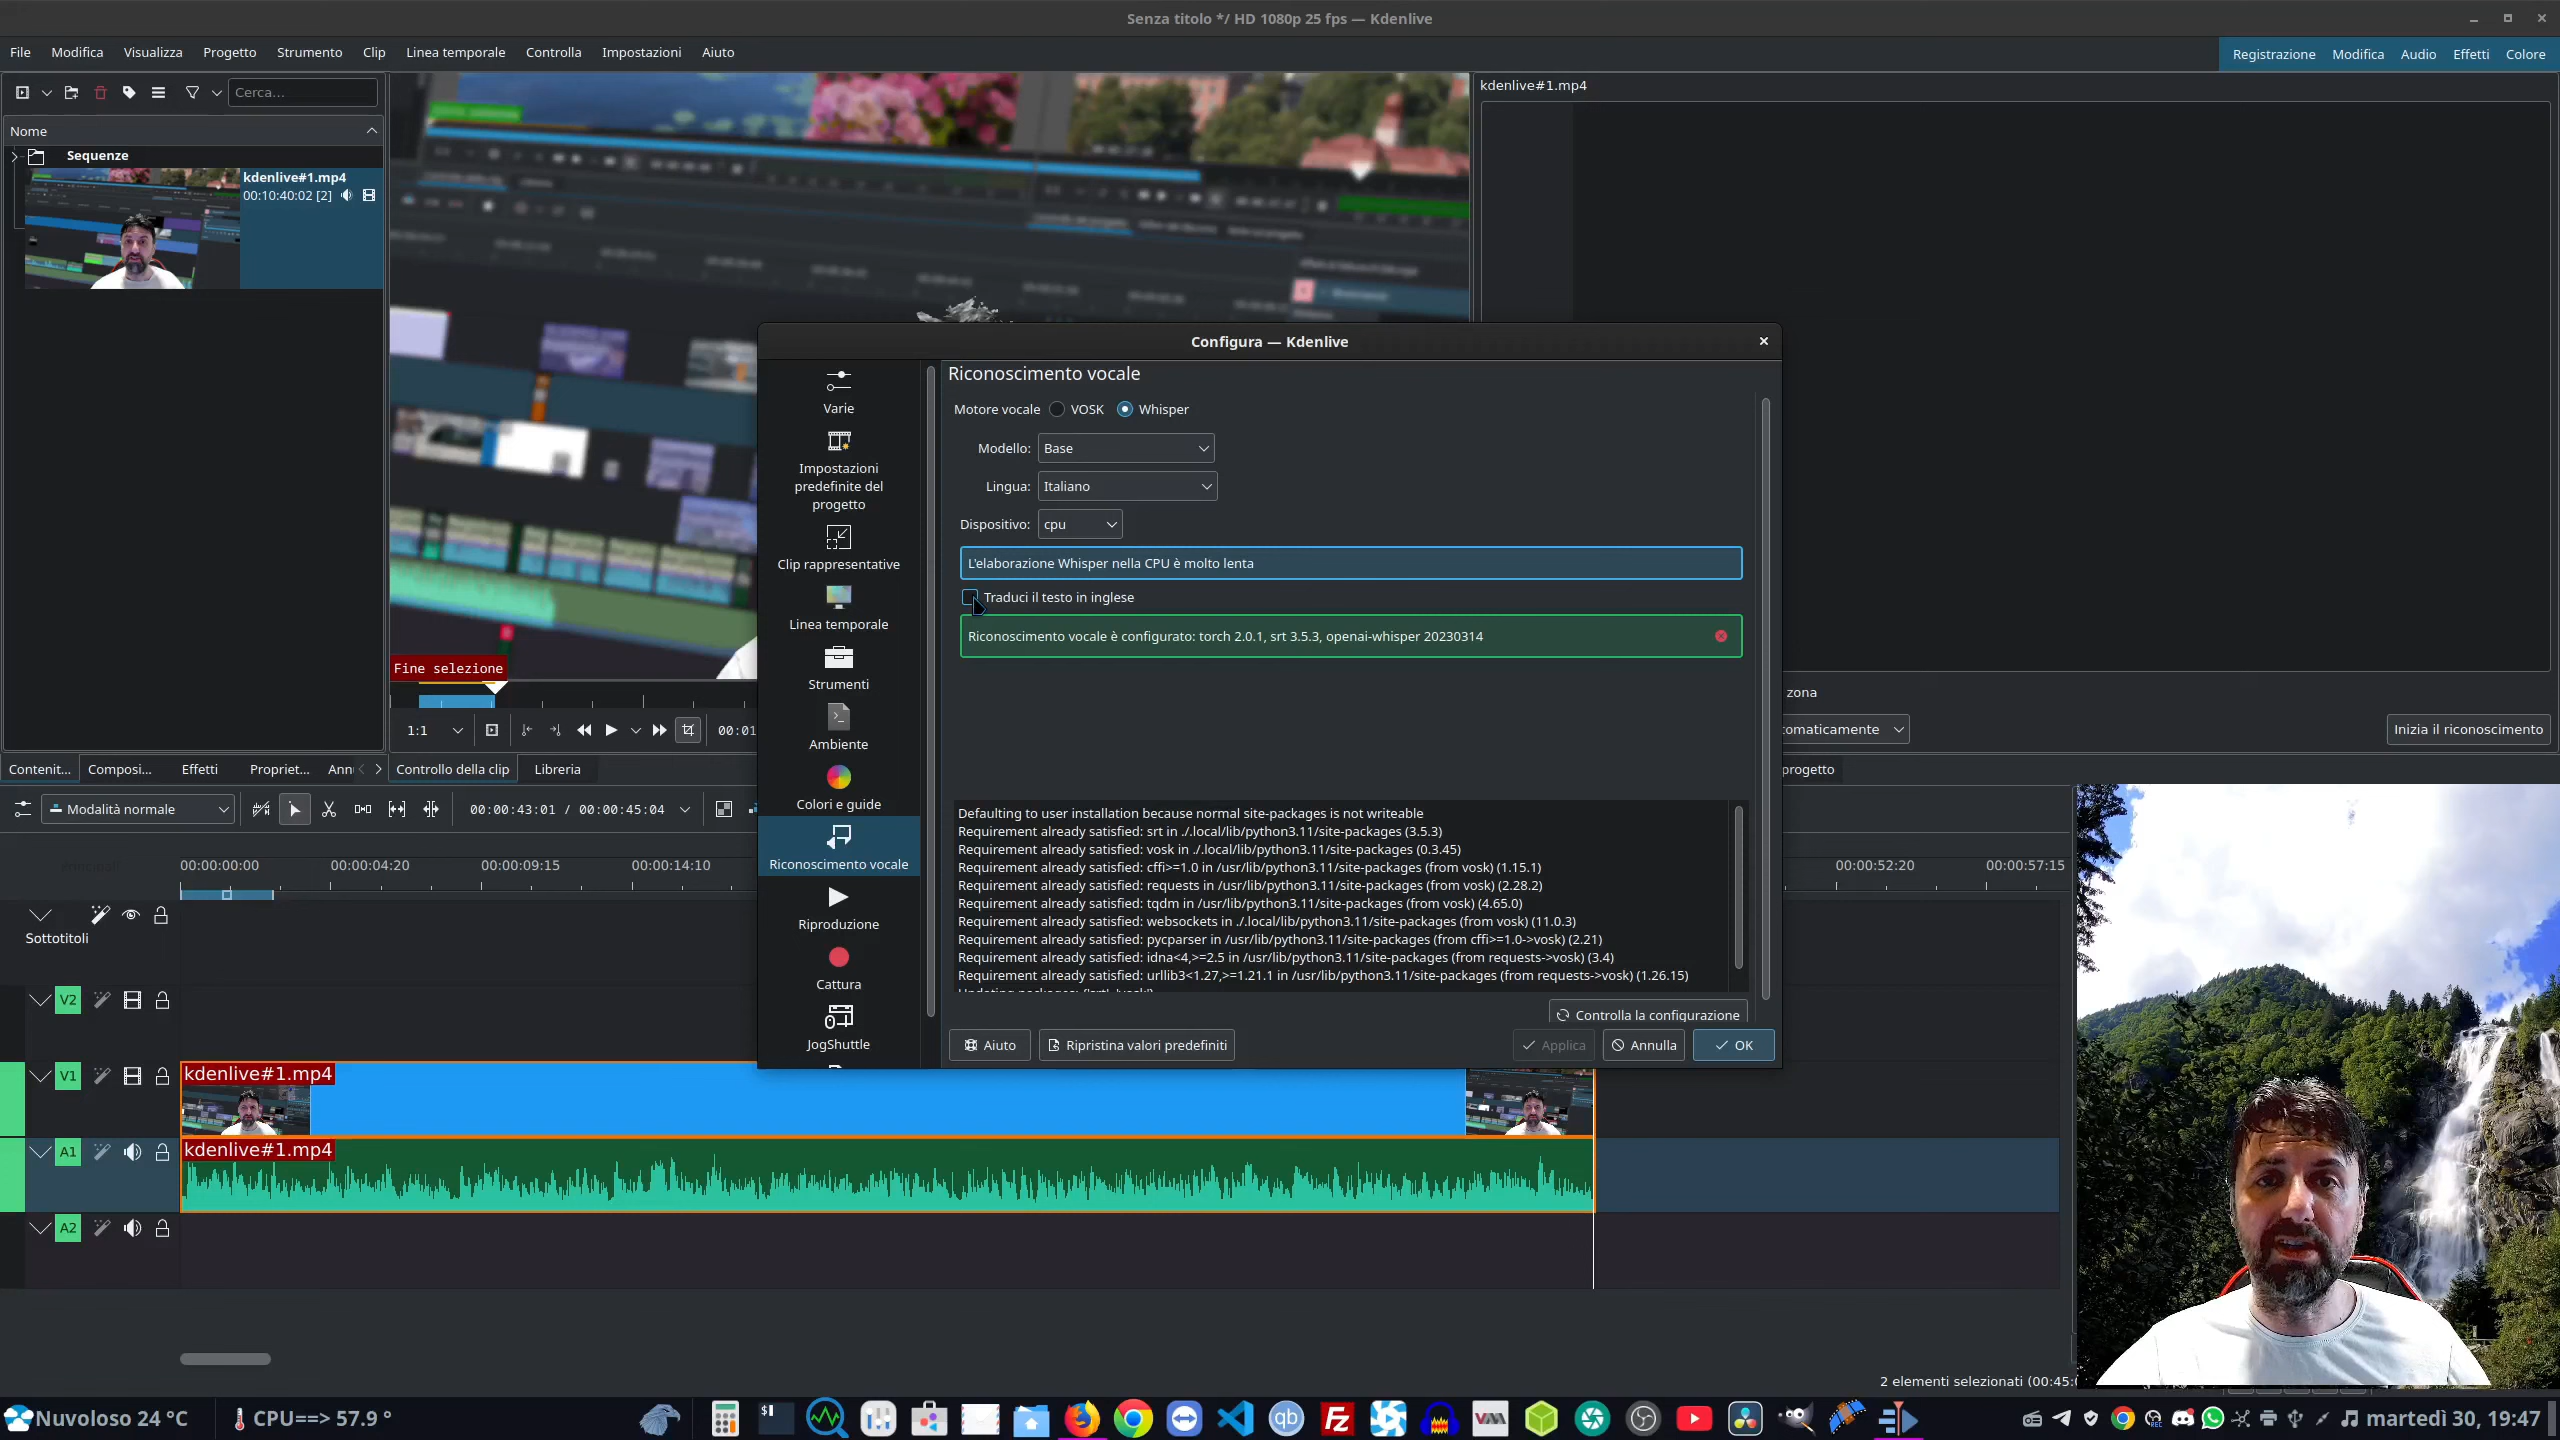 Senza titolo */ HD 1080p 25 fps — Kdenlive
File Modifica Visualizza Progetto Strumento Clip Linea temporale Controlla Impostazioni Aiuto
Registrazione Modifica Audio Effetti Colore
Cerca...
Nome
Sequenze
kdenlive#1.mp4
00:10:40:02 [2]
kdenlive#1.mp4
Configura — Kdenlive
Varie
Impostazioni
predefinite del
progetto
Clip rappresentative
Linea temporale
Strumenti
Ambiente
Colori e guide
Riconoscimento vocale
Riproduzione
Cattura
JogShuttle
Riconoscimento vocale
Motore vocale VOSK Whisper
Modello: Base
Lingua: Italiano
Dispositivo: cpu
L'elaborazione Whisper nella CPU è molto lenta
Traduci il testo in inglese
Riconoscimento vocale è configurato: torch 2.0.1, srt 3.5.3, openai-whisper 20230314
Defaulting to user installation because normal site-packages is not writeable
Requirement already satisfied: srt in ./.local/lib/python3.11/site-packages (3.5.3)
Requirement already satisfied: vosk in ./.local/lib/python3.11/site-packages (0.3.45)
Requirement already satisfied: cffi>=1.0 in /usr/lib/python3.11/site-packages (from vosk) (1.15.1)
Requirement already satisfied: requests in /usr/lib/python3.11/site-packages (from vosk) (2.28.2)
Requirement already satisfied: tqdm in /usr/lib/python3.11/site-packages (from vosk) (4.65.0)
Requirement already satisfied: websockets in ./.local/lib/python3.11/site-packages (from vosk) (11.0.3)
Requirement already satisfied: pycparser in /usr/lib/python3.11/site-packages (from cffi>=1.0->vosk) (2.21)
Requirement already satisfied: idna<4,>=2.5 in /usr/lib/python3.11/site-packages (from requests->vosk) (3.4)
Requirement already satisfied: urllib3<1.27,>=1.21.1 in /usr/lib/python3.11/site-packages (from requests->vosk) (1.26.15)
Controlla la configurazione
Aiuto Ripristina valori predefiniti Applica Annulla OK
Fine selezione
1:1 00:01
zona
omaticamente Inizia il riconoscimento
Contenit... Composi... Effetti Propriet... Ann Controllo della clip Libreria
progetto
Modalità normale 00:00:43:01 / 00:00:45:04
00:00:00:00 00:00:04:20 00:00:09:15 00:00:14:10 00:00:52:20 00:00:57:15
Sottotitoli
V2
V1 kdenlive#1.mp4
A1 kdenlive#1.mp4
A2
2 elementi selezionati (00:45:
Nuvoloso 24 °C CPU==> 57.9 ° martedì 30, 19:47